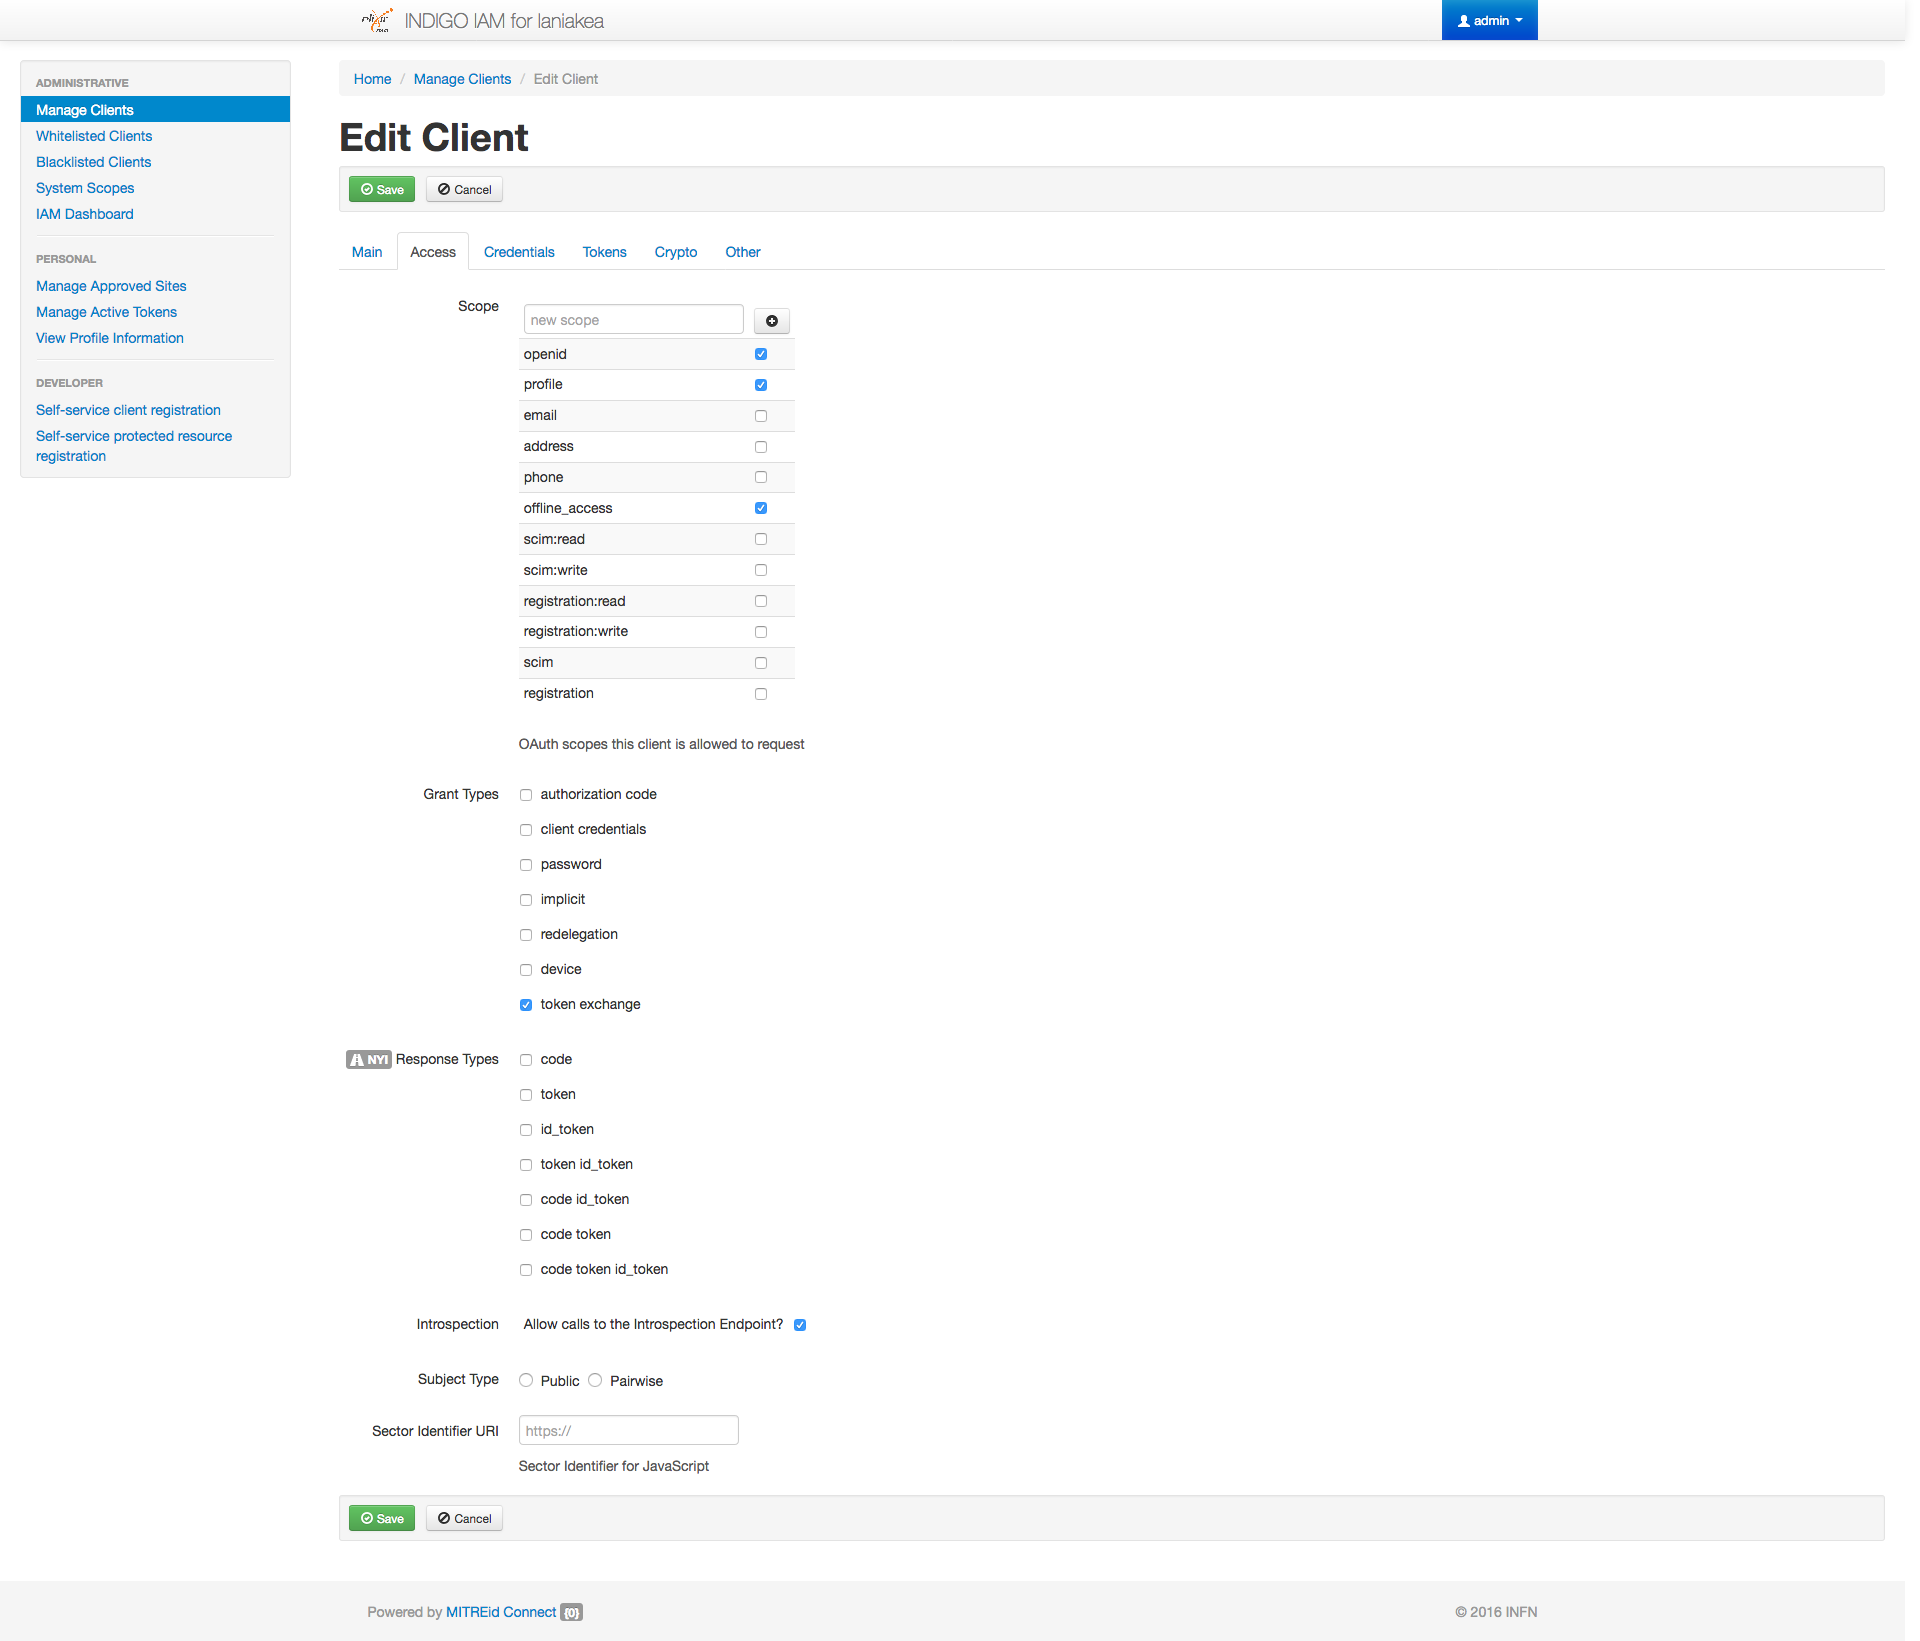 elixir
INDIGO IAM for laniakea
admin
ADMINISTRATIVE
Manage Clients
Whitelisted Clients
Blacklisted Clients
System Scopes
IAM Dashboard
PERSONAL
Manage Approved Sites
Manage Active Tokens
View Profile Information
DEVELOPER
Self-service client registration
Self-service protected resource
registration
Home / Manage Clients / Edit Client
Edit Client
Save Cancel
Main Access Credentials Tokens Crypto Other
Scope
new scope
openid
profile
email
address
phone
offline_access
scim:read
scim:write
registration:read
registration:write
scim
registration
OAuth scopes this client is allowed to request
Grant Types
authorization code
client credentials
password
implicit
redelegation
device
token exchange
NYI Response Types
code
token
id_token
token id_token
code id_token
code token
code token id_token
Introspection Allow calls to the Introspection Endpoint?
Subject Type Public Pairwise
Sector Identifier URI https://
Sector Identifier for JavaScript
Save Cancel
Powered by MITREid Connect {0}
© 2016 INFN